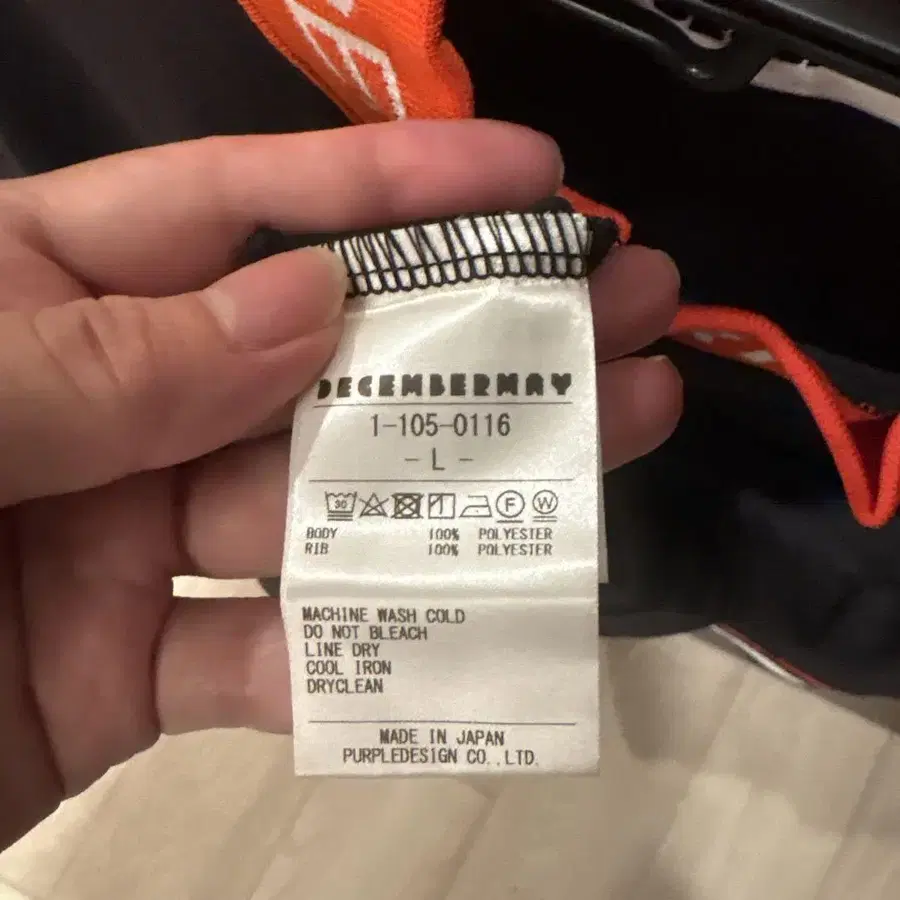 DECEMBERMAY
1-105-0116
- L -
30 F W
BODY 100% POLYESTER
RIB 100% POLYESTER
MACHINE WASH COLD
DO NOT BLEACH
LINE DRY
COOL IRON
DRYCLEAN
MADE IN JAPAN
PURPLEDESIGN CO.,LTD.